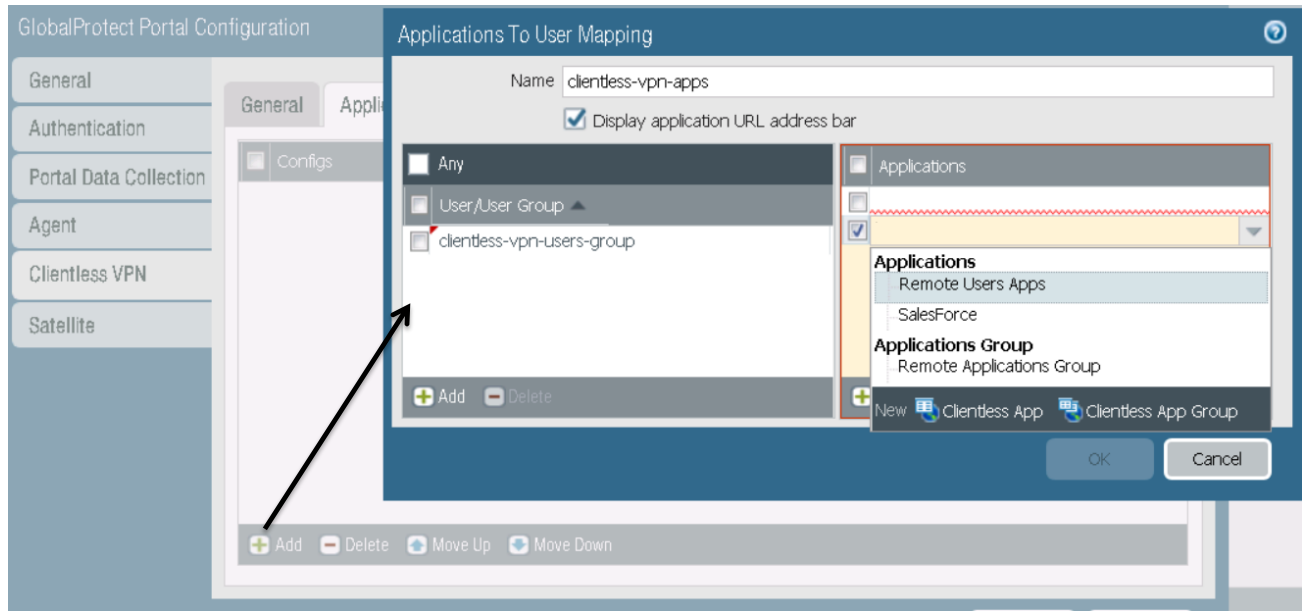 GlobalProtect Portal Configuration
General
Authentication
Portal Data Collection
Agent
Clientless VPN
Satellite
General
Configs
Add Delete Move Up Move Down
Applications To User Mapping
Name clientless-vpn-apps
Display application URL address bar
Any
User/User Group
clientless-vpn-users-group
Add Delete
Applications
Applications
Remote Users Apps
SalesForce
Applications Group
Remote Applications Group
New Clientless App Clientless App Group
OK Cancel